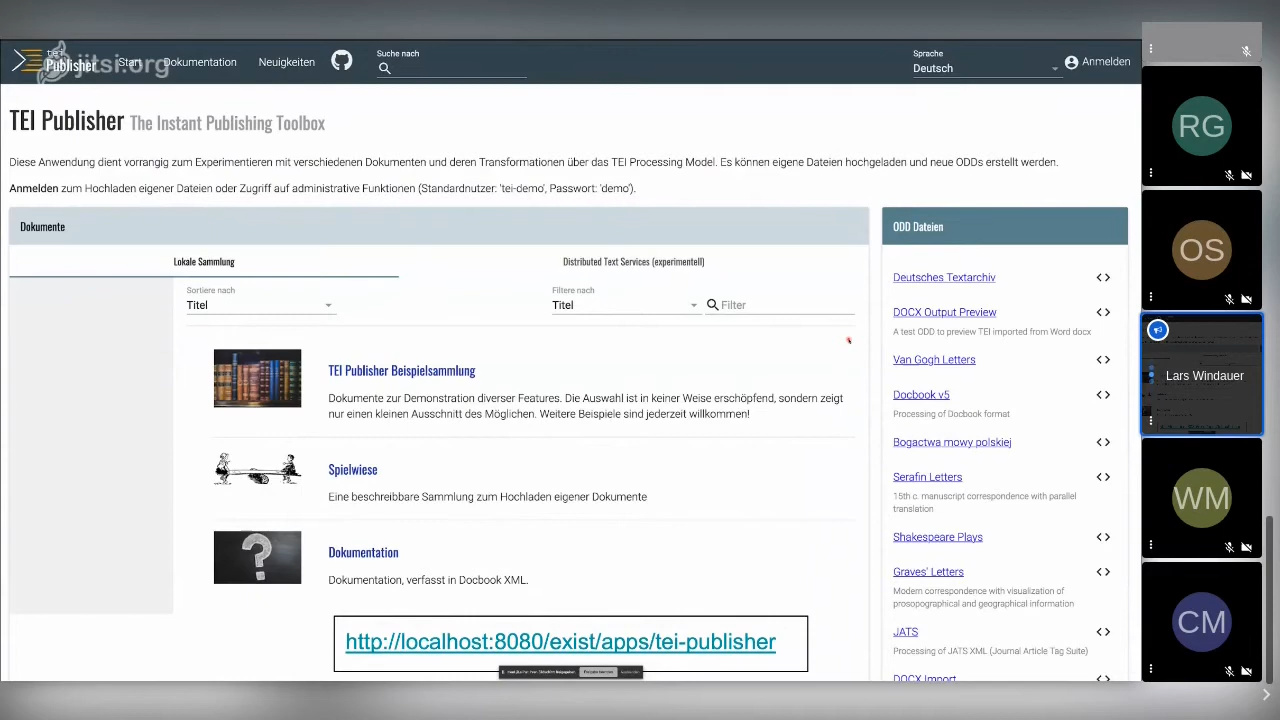 jitsi.org
tei
Publisher
Start
Dokumentation
Neuigkeiten
Suche nach
Sprache
Deutsch
Anmelden
TEI Publisher The Instant Publishing Toolbox
Diese Anwendung dient vorrangig zum Experimentieren mit verschiedenen Dokumenten und deren Transformationen über das TEI Processing Model. Es können eigene Dateien hochgeladen und neue ODDs erstellt werden.
Anmelden zum Hochladen eigener Dateien oder Zugriff auf administrative Funktionen (Standardnutzer: 'tei-demo', Passwort: 'demo').
Dokumente
Lokale Sammlung
Distributed Text Services (experimentell)
Sortiere nach
Titel
Filtere nach
Titel
Filter
TEI Publisher Beispielsammlung
Dokumente zur Demonstration diverser Features. Die Auswahl ist in keiner Weise erschöpfend, sondern zeigt
nur einen kleinen Ausschnitt des Möglichen. Weitere Beispiele sind jederzeit willkommen!
Spielwiese
Eine beschreibbare Sammlung zum Hochladen eigener Dokumente
Dokumentation
Dokumentation, verfasst in Docbook XML.
http://localhost:8080/exist/apps/tei-publisher
ODD Dateien
Deutsches Textarchiv
DOCX Output Preview
A test ODD to preview TEI imported from Word docx
Van Gogh Letters
Docbook v5
Processing of Docbook format
Bogactwa mowy polskiej
Serafin Letters
15th c. manuscript correspondence with parallel
translation
Shakespeare Plays
Graves' Letters
Modern correspondence with visualization of
prosopographical and geographical information
JATS
Processing of JATS XML (Journal Article Tag Suite)
DOCX Import
RG
OS
Lars Windauer
WM
CM